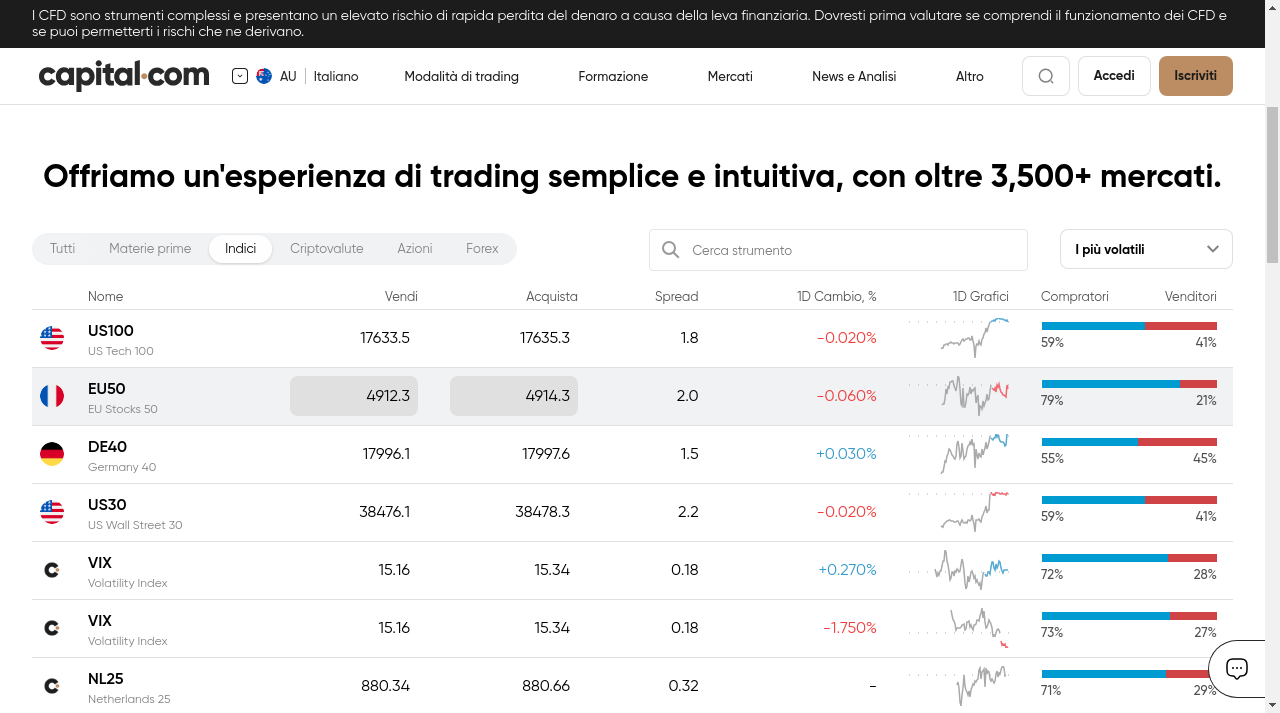 I CFD sono strumenti complessi e presentano un elevato rischio di rapida perdita del denaro a causa della leva finanziaria. Dovresti prima valutare se comprendi il funzionamento dei CFD e
se puoi permetterti i rischi che ne derivano.
capital.com AU Italiano Modalità di trading Formazione Mercati News e Analisi Altro Accedi Iscriviti
Offriamo un'esperienza di trading semplice e intuitiva, con oltre 3,500+ mercati.
Tutti Materie prime Indici Criptovalute Azioni Forex Cerca strumento I più volatili
Nome Vendi Acquista Spread 1D Cambio, % 1D Grafici Compratori Venditori
US100 17633.5 17635.3 1.8 -0.020%
US Tech 100 59% 41%
EU50 4912.3 4914.3 2.0 -0.060%
EU Stocks 50 79% 21%
DE40 17996.1 17997.6 1.5 +0.030%
Germany 40 55% 45%
US30 38476.1 38478.3 2.2 -0.020%
US Wall Street 30 59% 41%
VIX 15.16 15.34 0.18 +0.270%
Volatility Index 72% 28%
VIX 15.16 15.34 0.18 -1.750%
Volatility Index 73% 27%
NL25 880.34 880.66 0.32 -
Netherlands 25 71% 29%